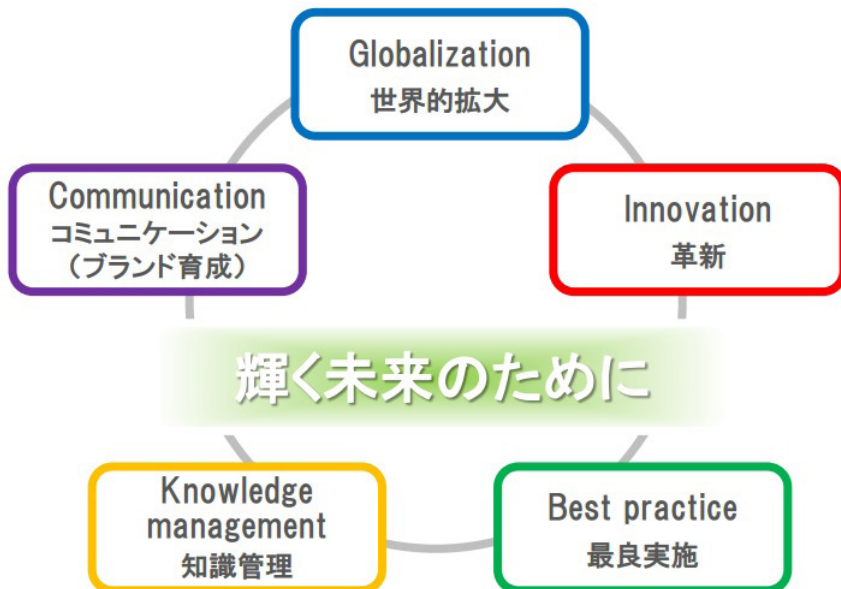 Globalization
世界的拡大
Communication
コミュニケーション
（ブランド育成）
Innovation
革新
輝く未来のために
Knowledge
management
知識管理
Best practice
最良実施